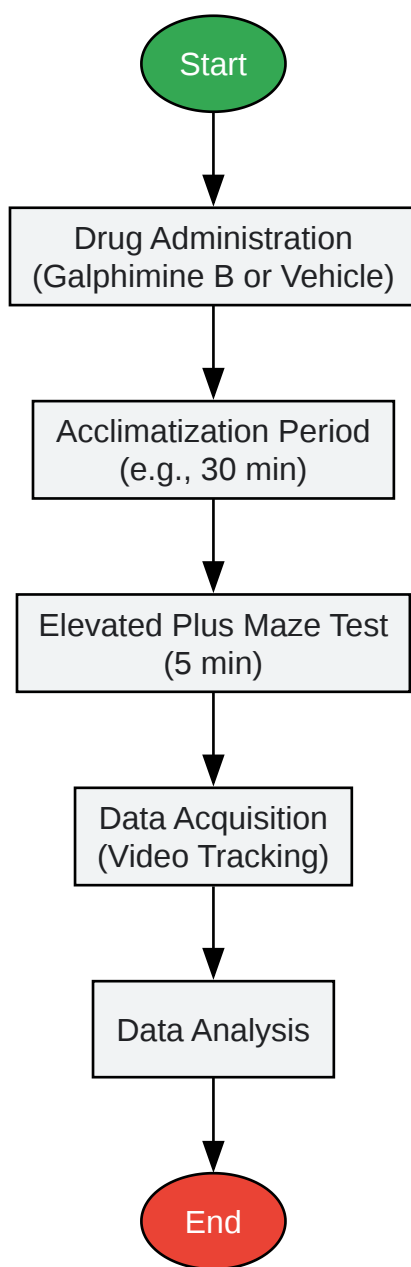 Start
Drug Administration
(Galphimine B or Vehicle)
Acclimatization Period
(e.g., 30 min)
Elevated Plus Maze Test
(5 min)
Data Acquisition
(Video Tracking)
Data Analysis
End